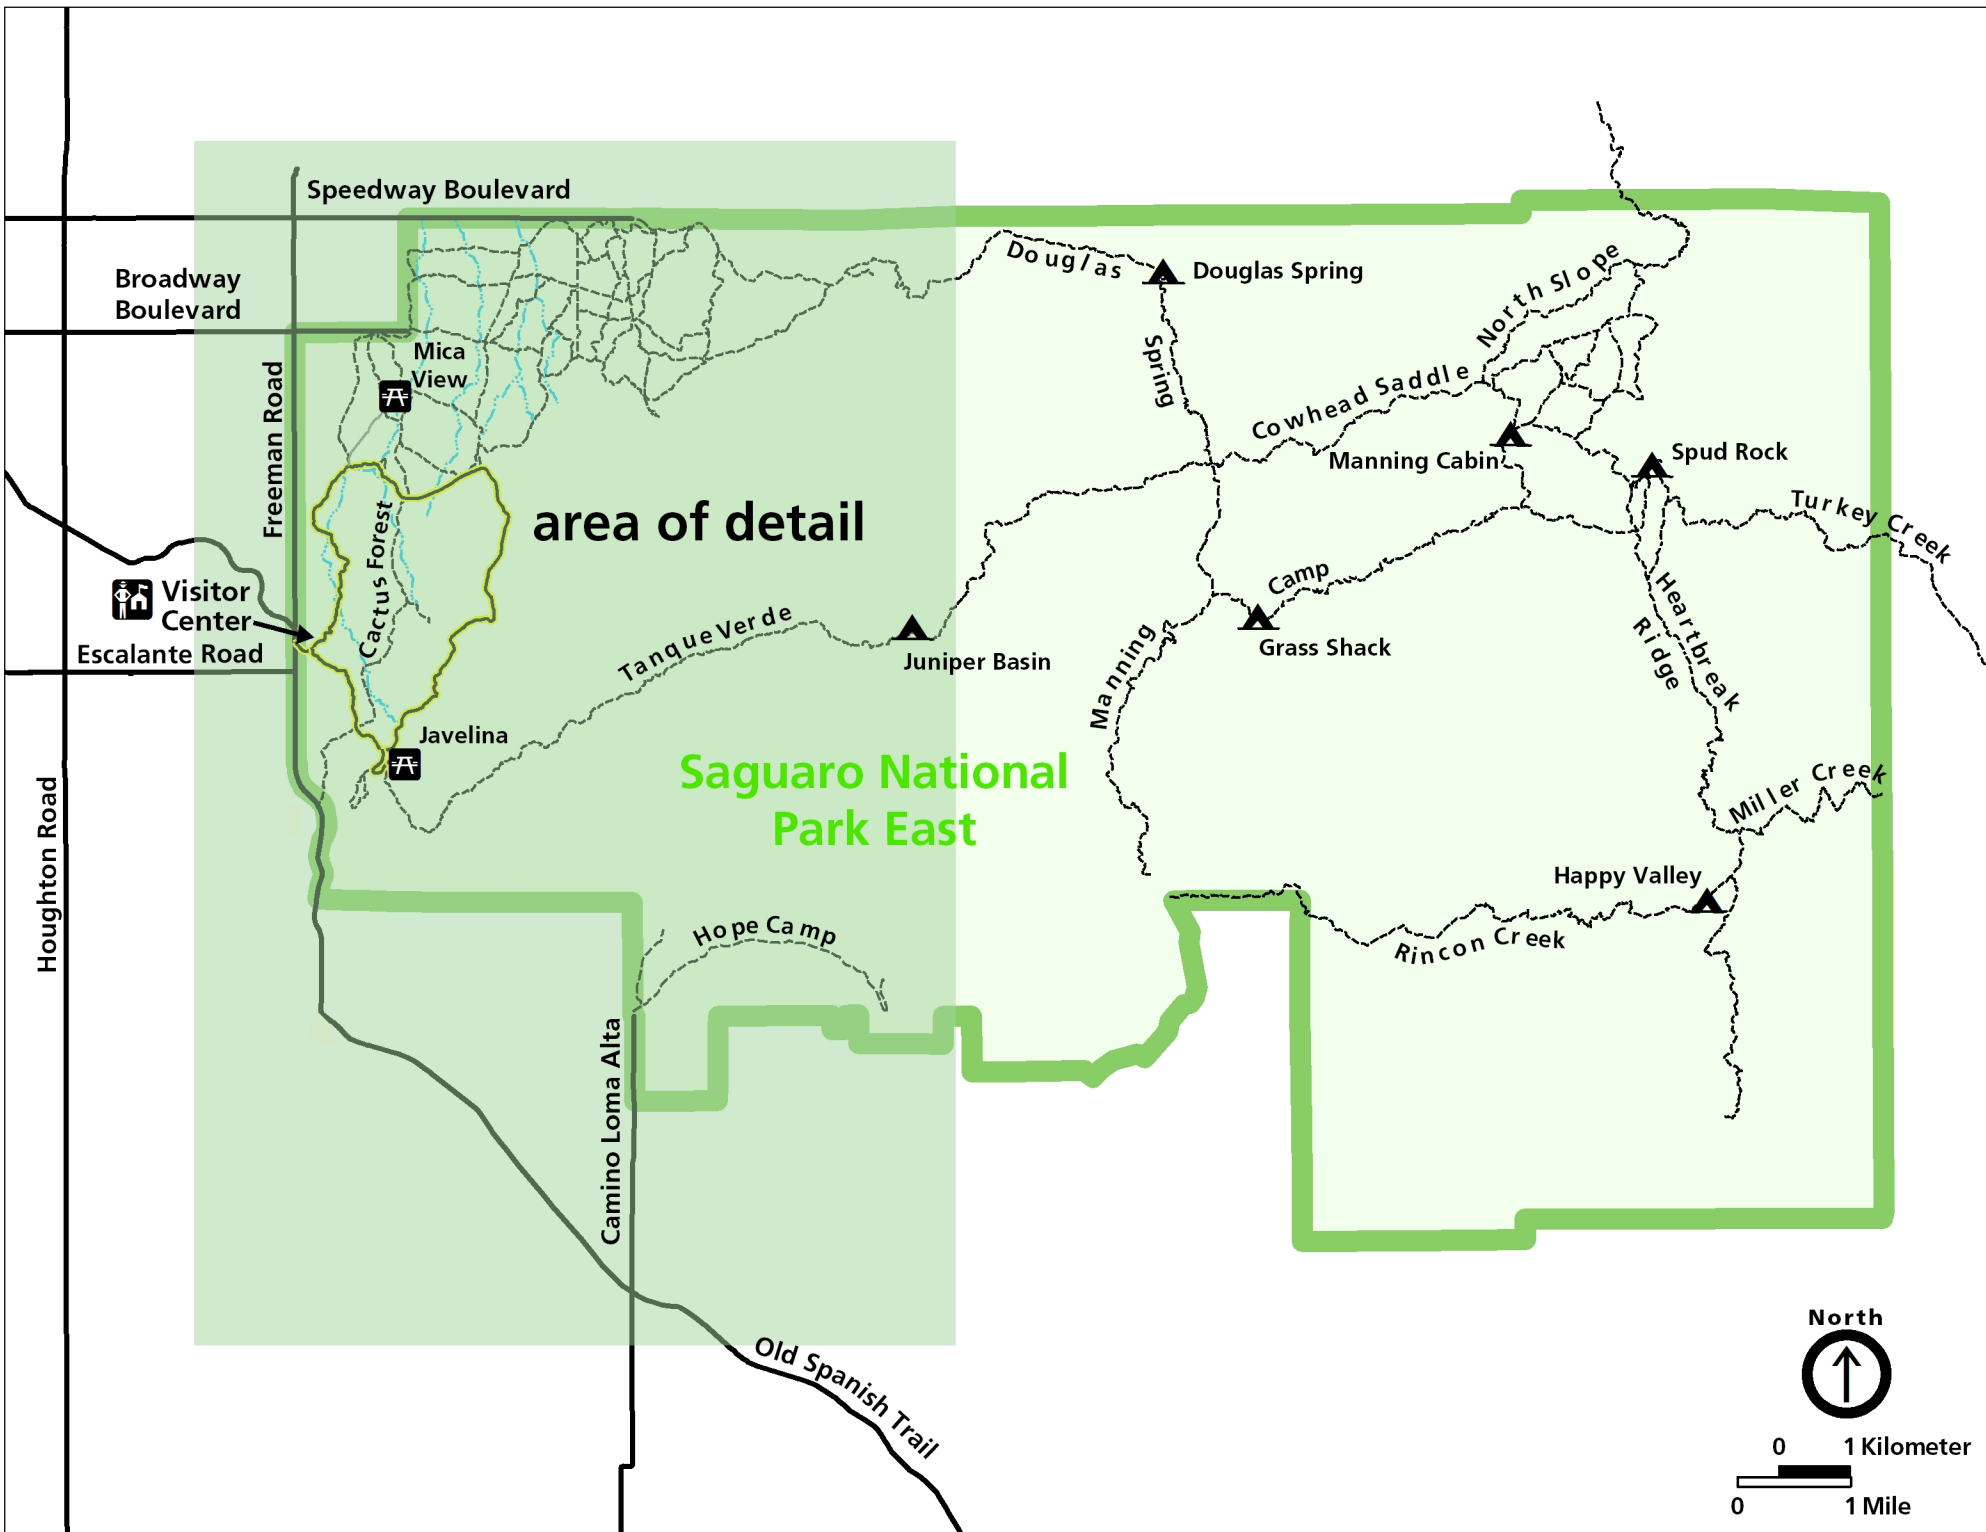 Speedway Boulevard
Broadway
Boulevard
Mica
View
Freeman Road
Cactus Forest
area of detail
Visitor
Center
Escalante Road
Javelina
Houghton Road
Tanque Verde
Juniper Basin
Saguaro National
Park East
Douglas
Spring
Douglas Spring
North Slope
Cowhead Saddle
Manning Cabin
Spud Rock
Turkey Creek
Camp
Grass Shack
Manning
Heartbreak
Ridge
Miller Creek
Happy Valley
Rincon Creek
Hope Camp
Camino Loma Alta
Old Spanish Trail
North
0 1 Kilometer
0 1 Mile